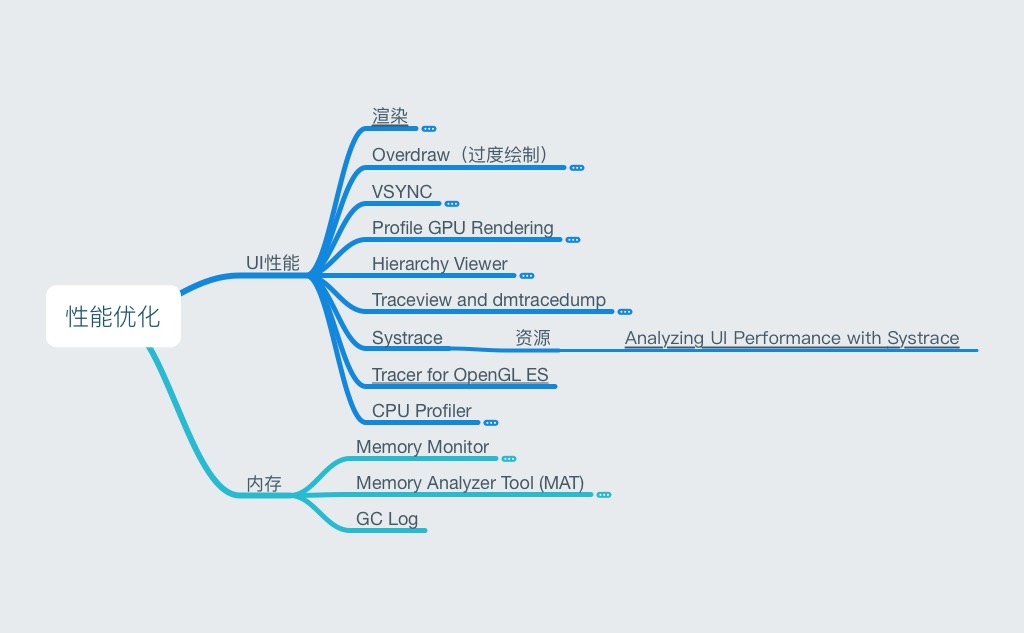 渲染
Overdraw（过度绘制）
VSYNC
Profile GPU Rendering
UI性能
Hierarchy Viewer
Traceview and dmtracedump
性能优化
Systrace 资源 Analyzing UI Performance with Systrace
Tracer for OpenGL ES
CPU Profiler
Memory Monitor
内存
Memory Analyzer Tool (MAT)
GC Log